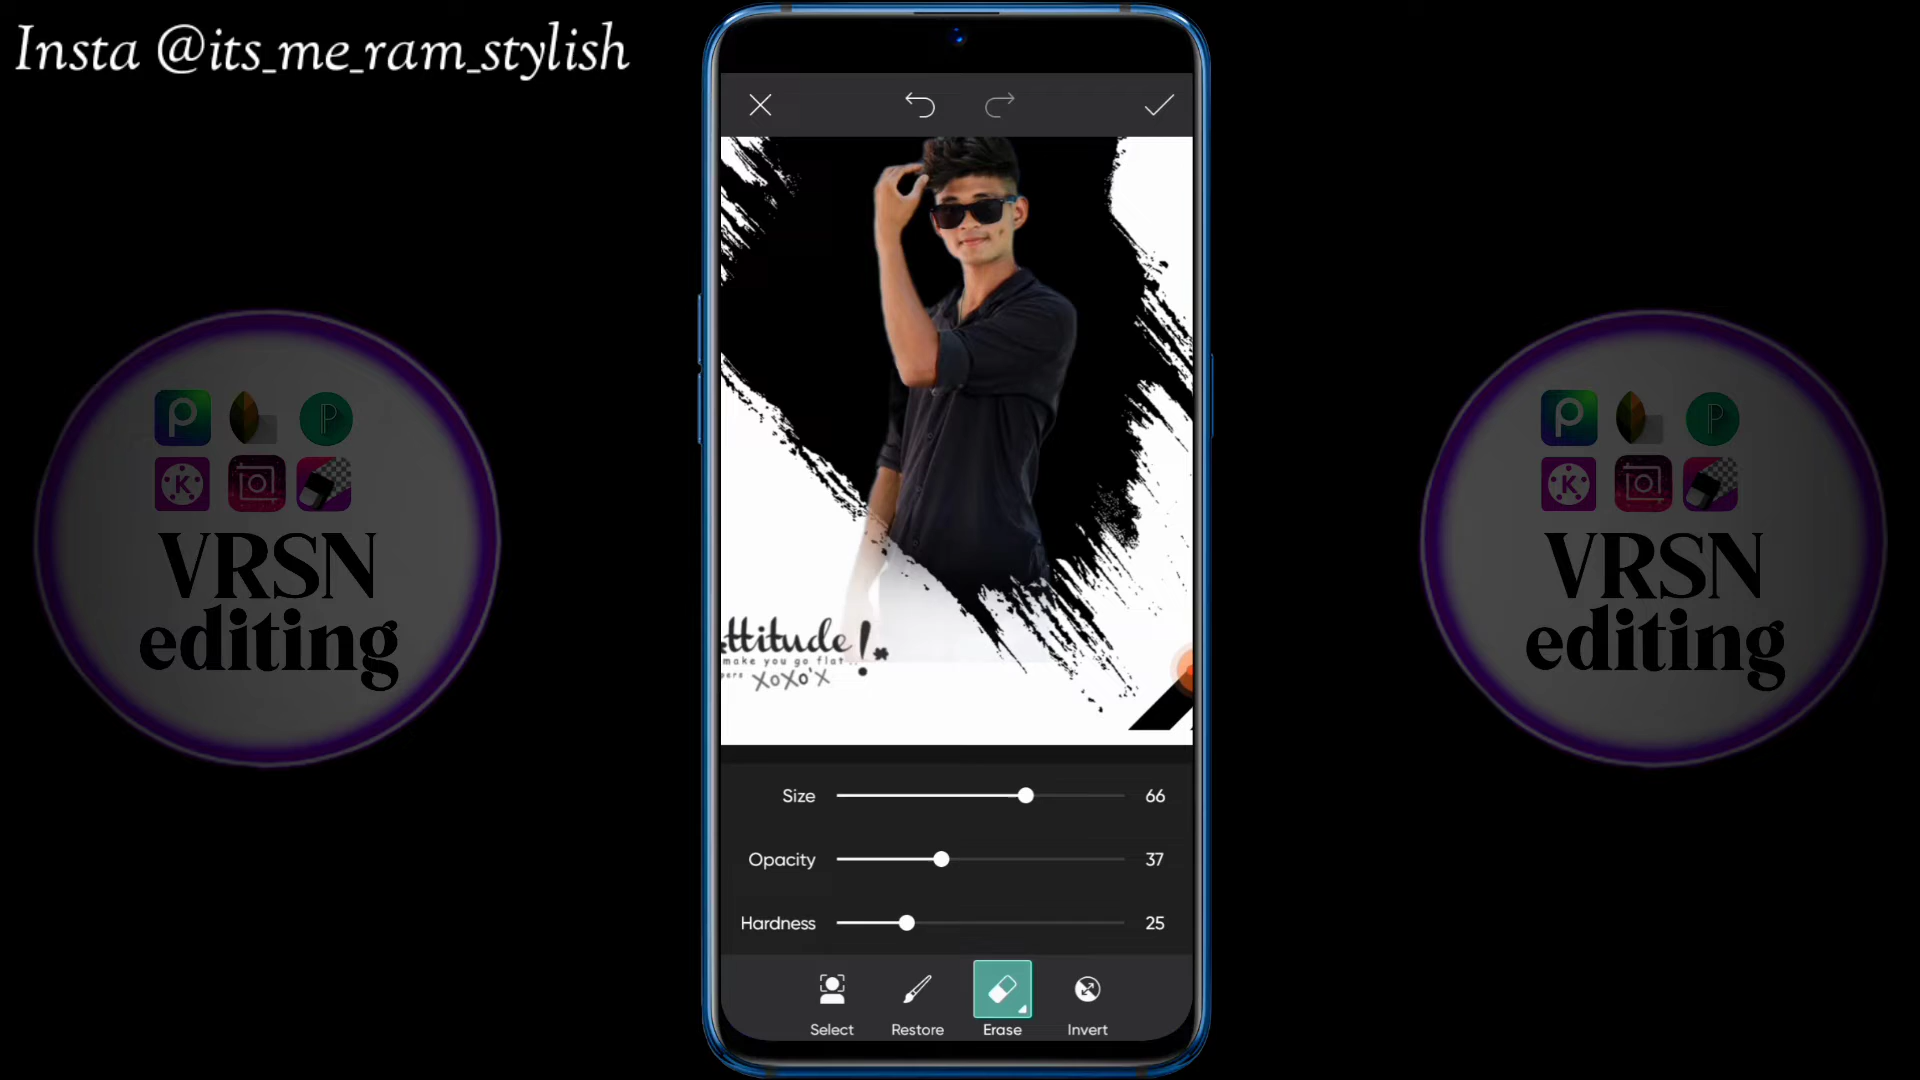 Insta @its_me_ram_stylish
VRSN
editing
ttitude!
make you go flat
pers XoXo'X
Size 66
Opacity 37
Hardness 25
Select Restore Erase Invert
VRSN
editing